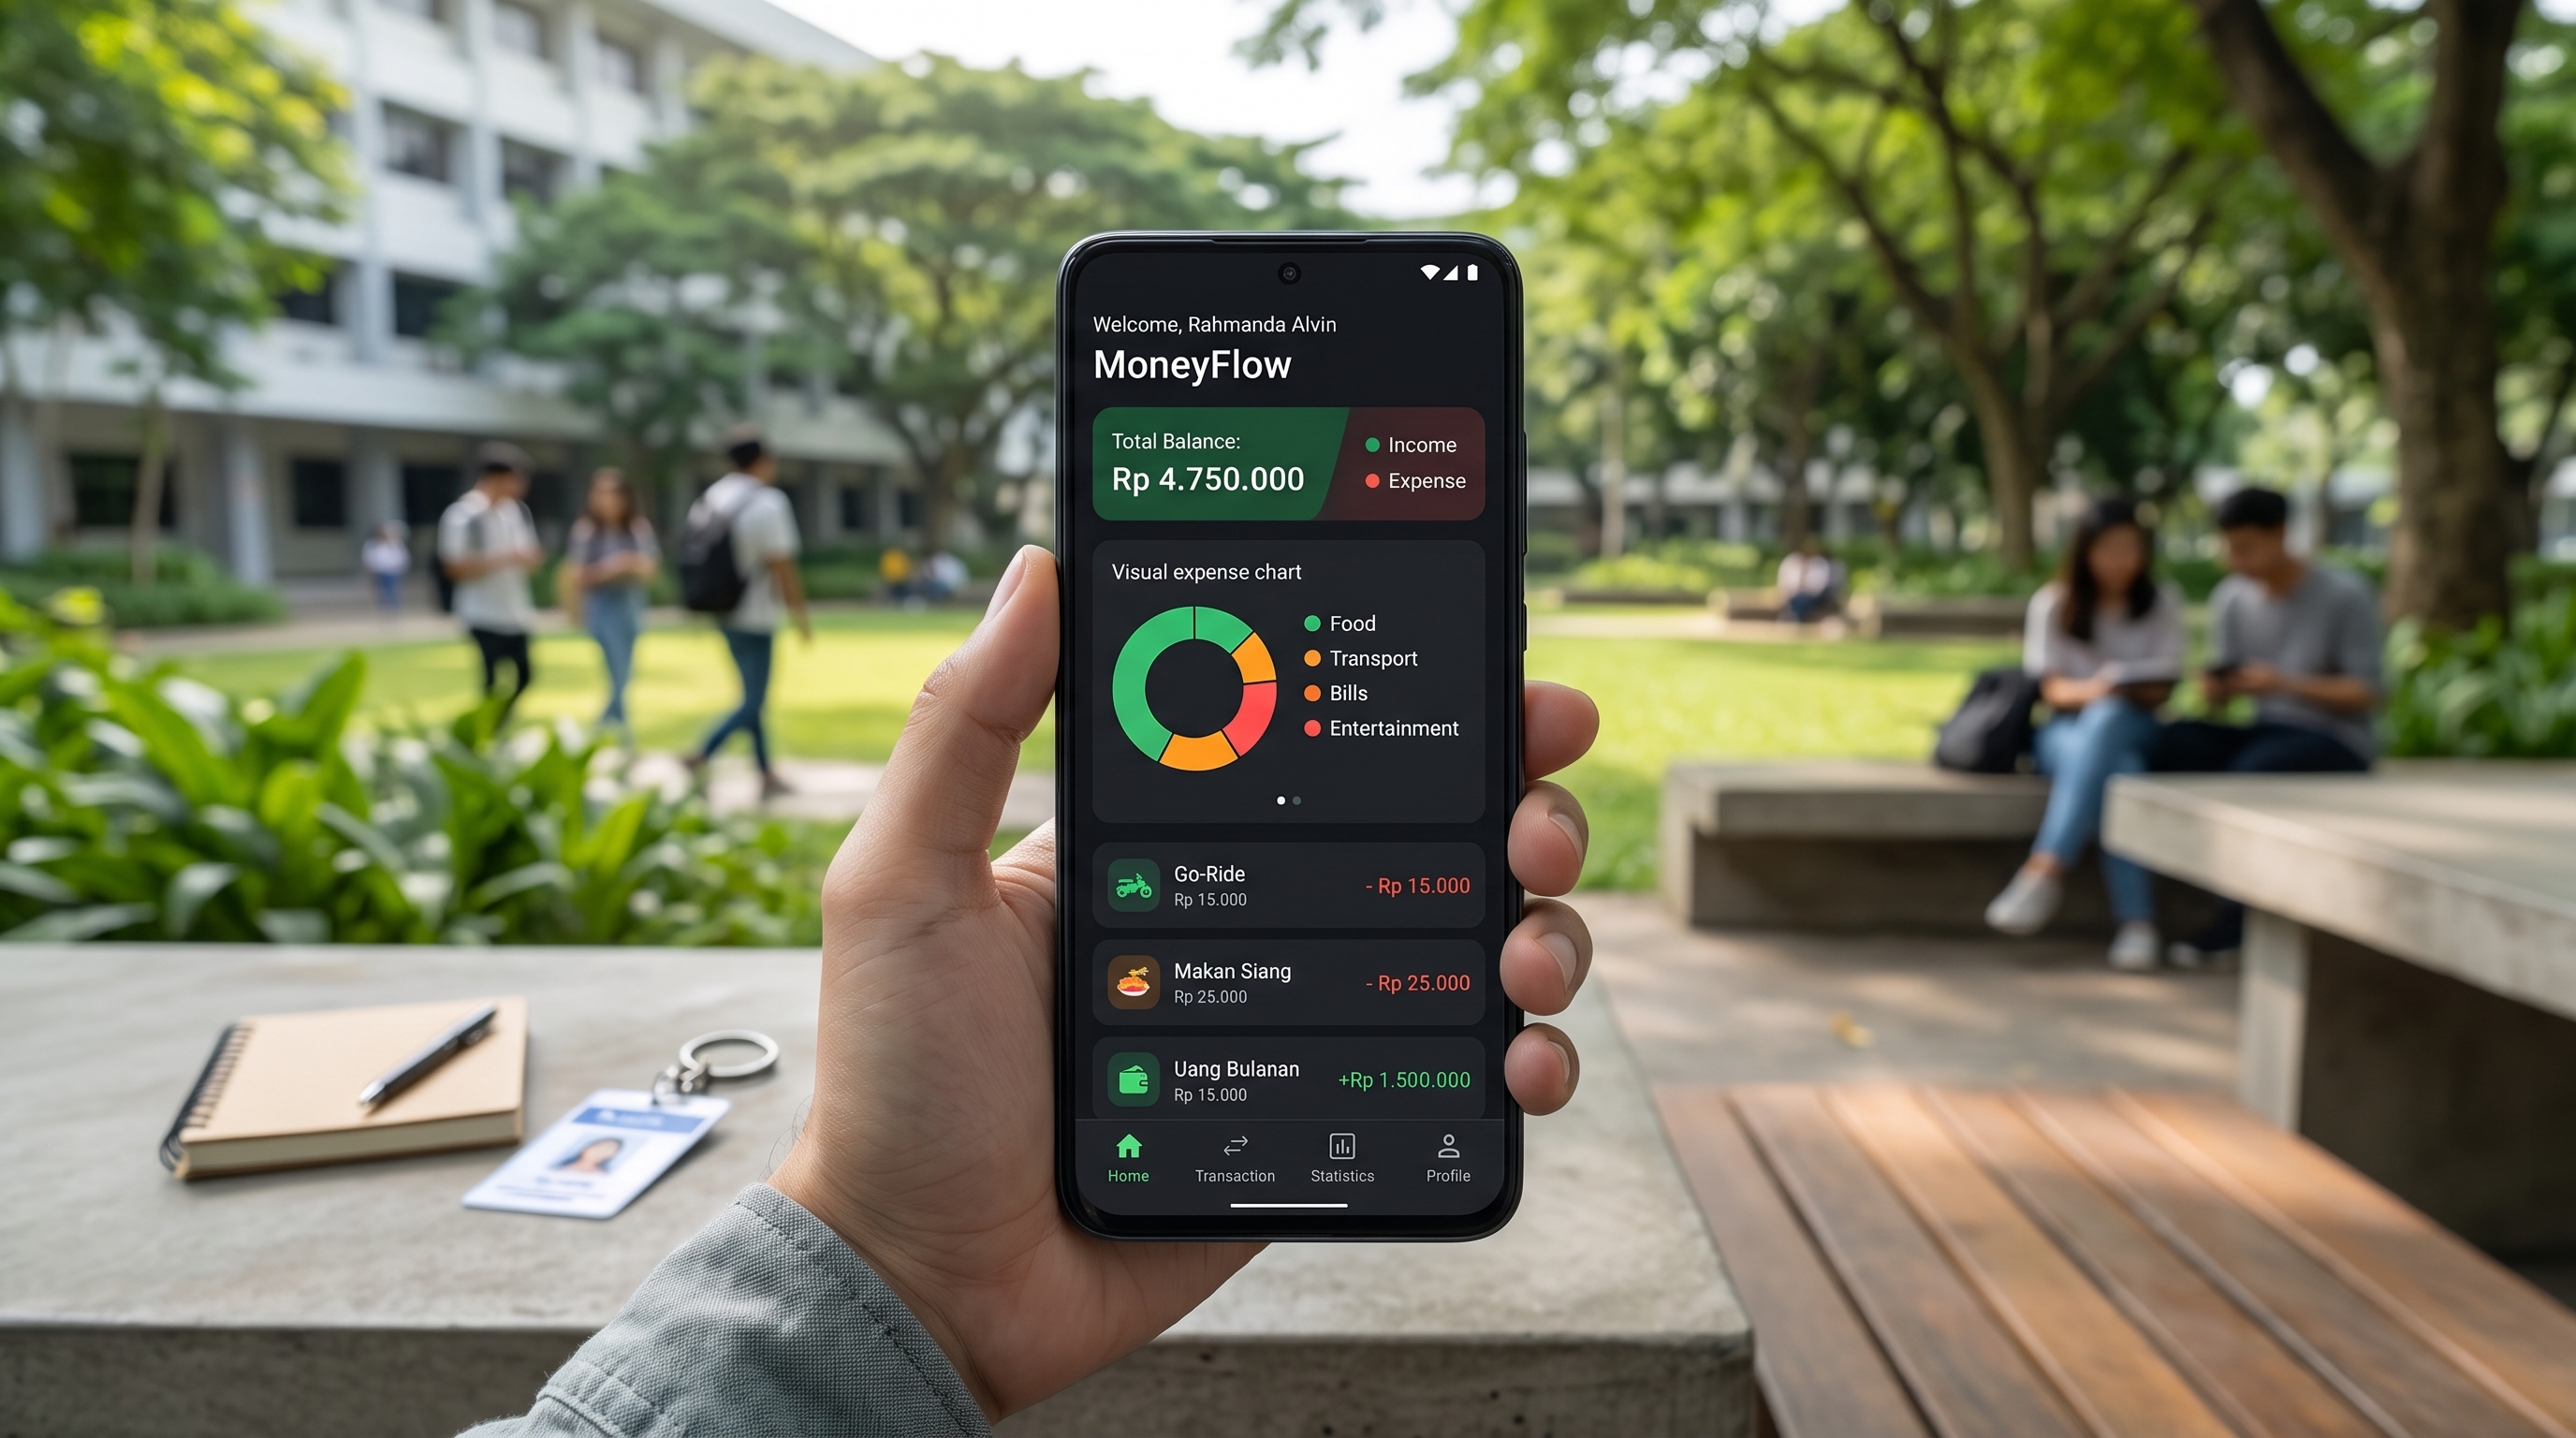 Welcome, Rahmanda Alvin
MoneyFlow
Total Balance:
Rp 4.750.000
Income
Expense
Visual expense chart
Food
Transport
Bills
Entertainment
Go-Ride
Rp 15.000
- Rp 15.000
Makan Siang
Rp 25.000
- Rp 25.000
Uang Bulanan
Rp 15.000
+Rp 1.500.000
Home
Transaction
Statistics
Profile